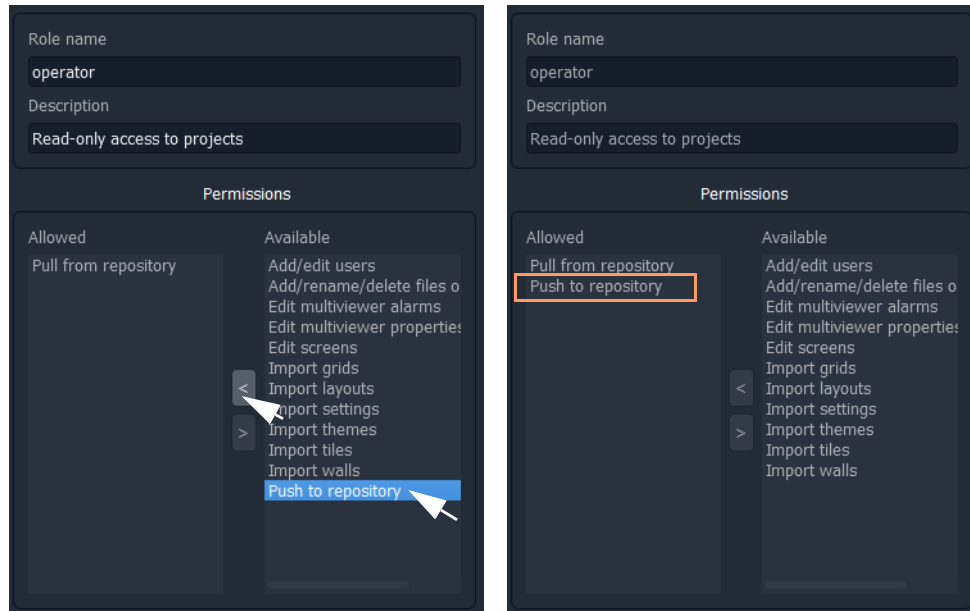 Role name
operator
Description
Read-only access to projects
Permissions
Allowed
Pull from repository
Available
Add/edit users
Add/rename/delete files o
Edit multiviewer alarms
Edit multiviewer properties
Edit screens
Import grids
Import layouts
Import settings
Import themes
Import tiles
Import walls
Push to repository
<
>
Role name
operator
Description
Read-only access to projects
Permissions
Allowed
Pull from repository
Push to repository
Available
Add/edit users
Add/rename/delete files o
Edit multiviewer alarms
Edit multiviewer properties
Edit screens
Import grids
Import layouts
Import settings
Import themes
Import tiles
Import walls
<
>